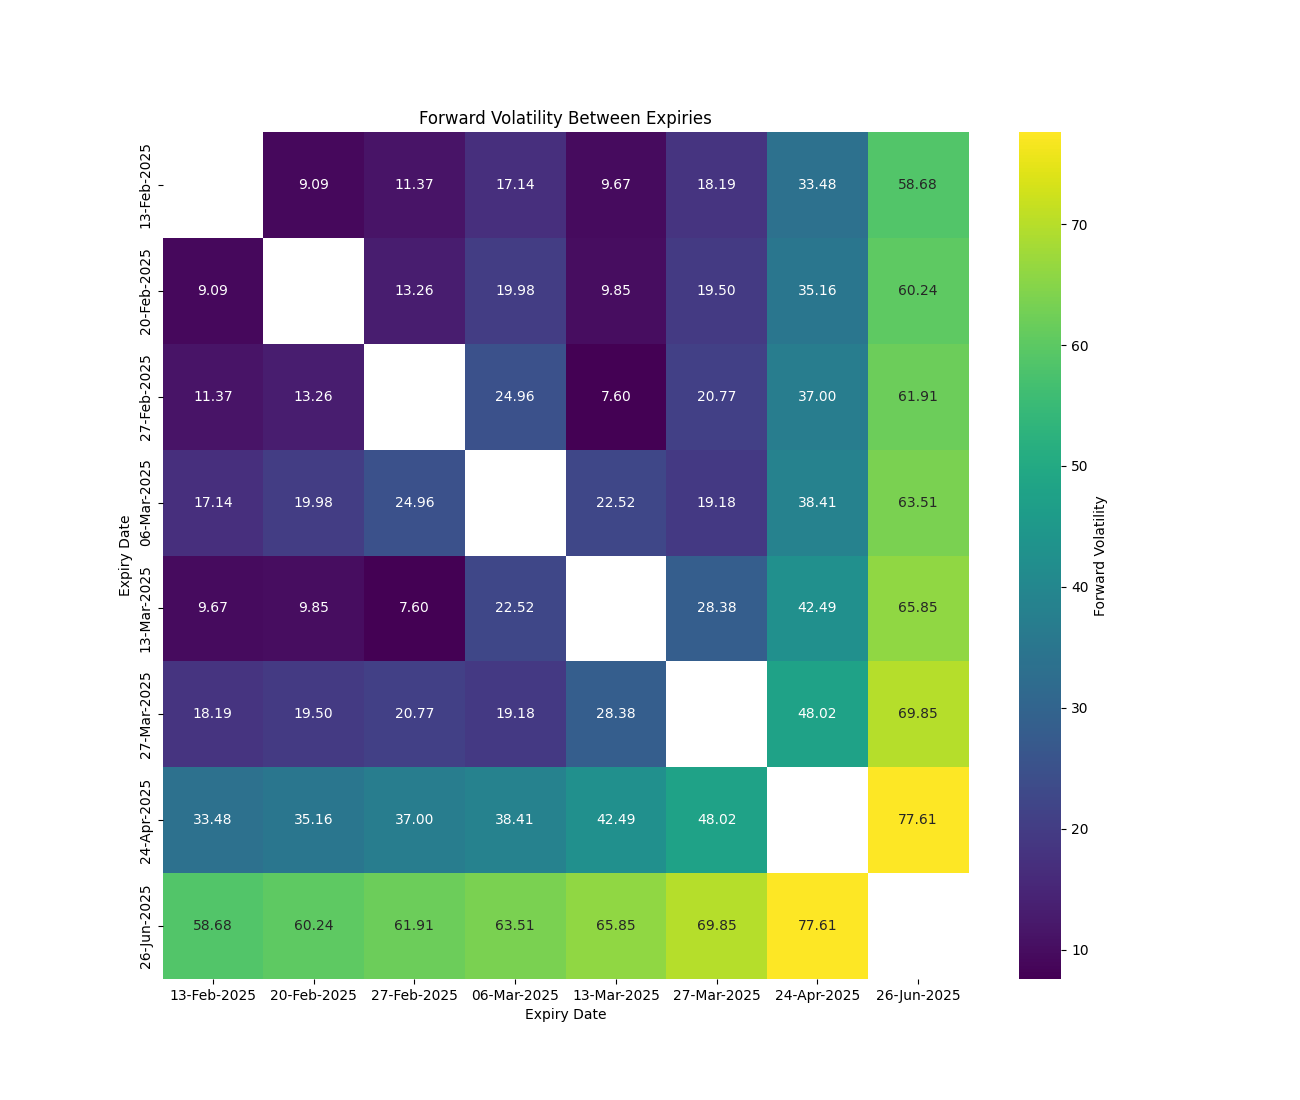 Forward Volatility Between Expiries
13-Feb-2025 9.09 11.37 17.14 9.67 18.19 33.48 58.68
20-Feb-2025 9.09 13.26 19.98 9.85 19.50 35.16 60.24
27-Feb-2025 11.37 13.26 24.96 7.60 20.77 37.00 61.91
06-Mar-2025 17.14 19.98 24.96 22.52 19.18 38.41 63.51
13-Mar-2025 9.67 9.85 7.60 22.52 28.38 42.49 65.85
27-Mar-2025 18.19 19.50 20.77 19.18 28.38 48.02 69.85
24-Apr-2025 33.48 35.16 37.00 38.41 42.49 48.02 77.61
26-Jun-2025 58.68 60.24 61.91 63.51 65.85 69.85 77.61
13-Feb-2025 20-Feb-2025 27-Feb-2025 06-Mar-2025 13-Mar-2025 27-Mar-2025 24-Apr-2025 26-Jun-2025
Expiry Date
Expiry Date
70
60
50
40
30
20
10
Forward Volatility